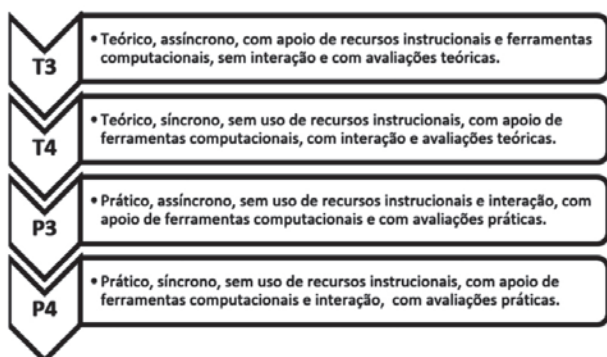 T3
• Teórico, assíncrono, com apoio de recursos instrucionais e ferramentas
computacionais, sem interação e com avaliações teóricas.
T4
• Teórico, síncrono, sem uso de recursos instrucionais, com apoio de
ferramentas computacionais, com interação e avaliações teóricas.
P3
• Prático, assíncrono, sem uso de recursos instrucionais e interação, com
apoio de ferramentas computacionais e com avaliações práticas.
P4
• Prático, síncrono, sem uso de recursos instrucionais, com apoio de
ferramentas computacionais e interação, com avaliações práticas.